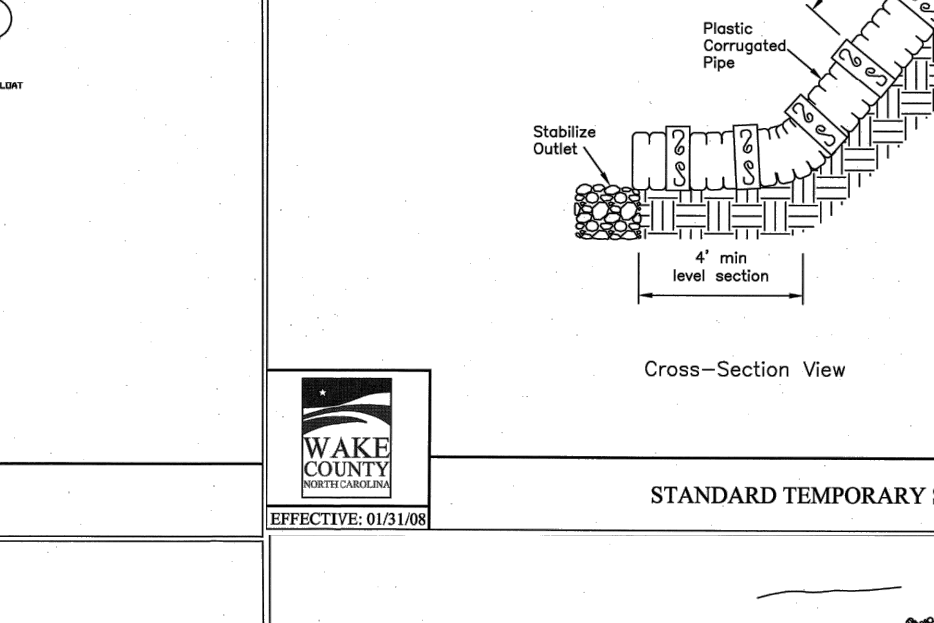 LOAT
Plastic
Corrugated
Pipe
Stabilize
Outlet
4' min
level section
Cross-Section View
WAKE
COUNTY
NORTH CAROLINA
EFFECTIVE: 01/31/08
STANDARD TEMPORARY